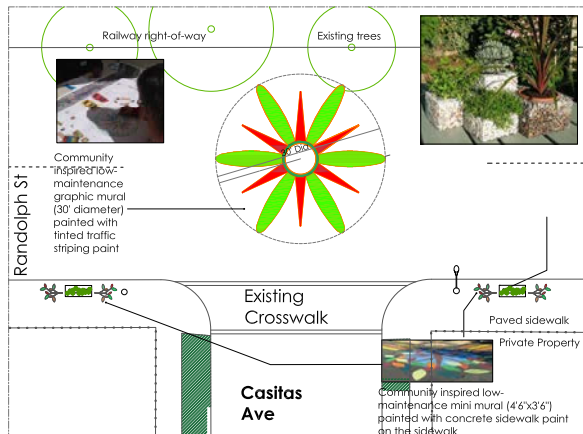 Railway right-of-way
Existing trees
30' Dia.
Community
inspired low-
maintenance
graphic mural
(30' diameter)
painted with
tinted traffic
striping paint
Randolph St
Existing
Crosswalk
Paved sidewalk
Private Property
Casitas
Ave
Community inspired low-
maintenance mini mural (4'6"x3'6")
painted with concrete sidewalk paint
on the sidewalk